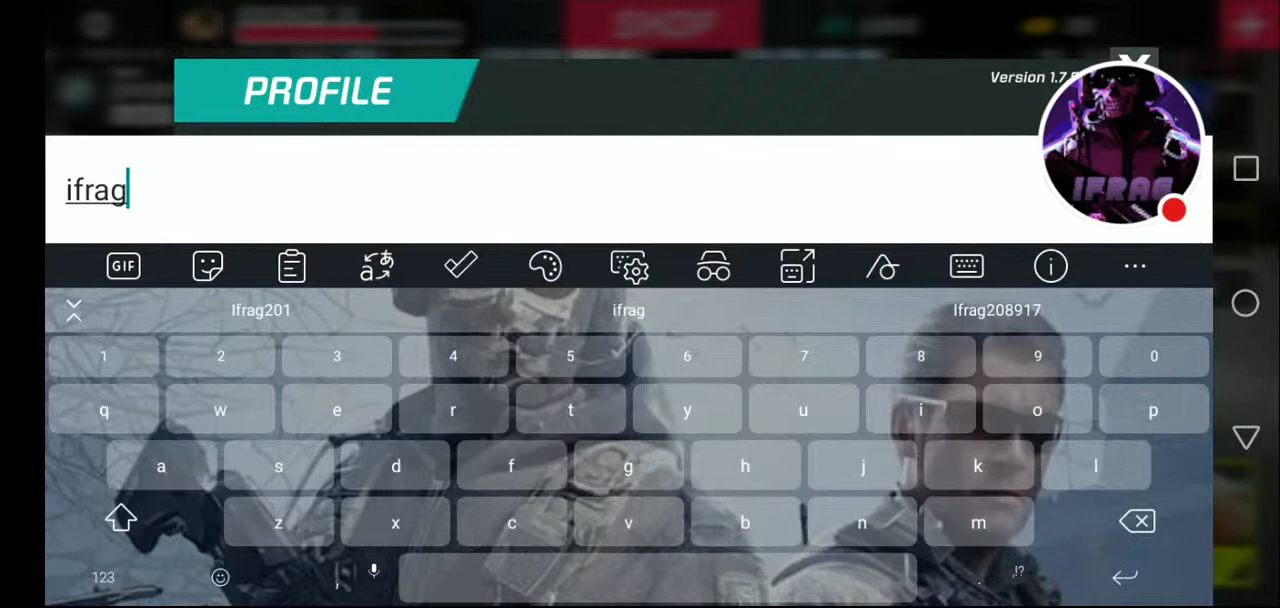 SHOP
PROFILE
Version 1.7.
ifrag
IFRAG
GIF
Ifrag201 ifrag Ifrag208917
1 2 3 4 5 6 7 8 9 0
q w e r t y u i o p
a s d f g h j k l
z x c v b n m
123 , . ,!?